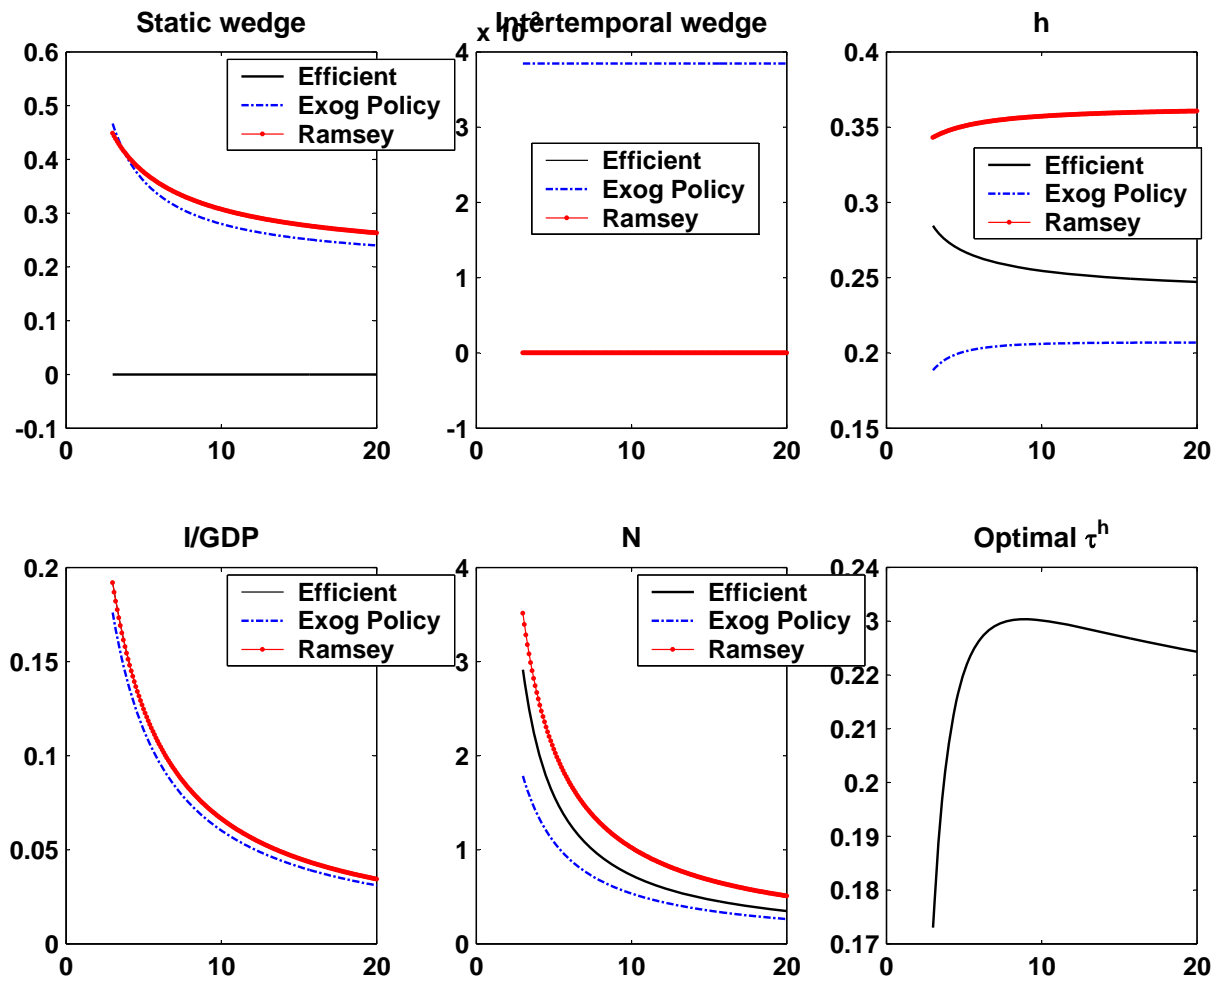 Static wedge
0.6
0.5
0.4
0.3
0.2
0.1
0
-0.1
0
10
20
Efficient
Exog Policy
Ramsey
Intertemporal wedge
4
3
2
1
0
-1
0
10
20
Efficient
Exog Policy
Ramsey
h
0.4
0.35
0.3
0.25
0.2
0.15
0
10
20
Efficient
Exog Policy
Ramsey
I/GDP
0.2
0.15
0.1
0.05
0
0
10
20
Efficient
Exog Policy
Ramsey
N
4
3
2
1
0
0
10
20
Efficient
Exog Policy
Ramsey
Optimal τ^h
0.24
0.23
0.22
0.21
0.2
0.19
0.18
0.17
0
10
20